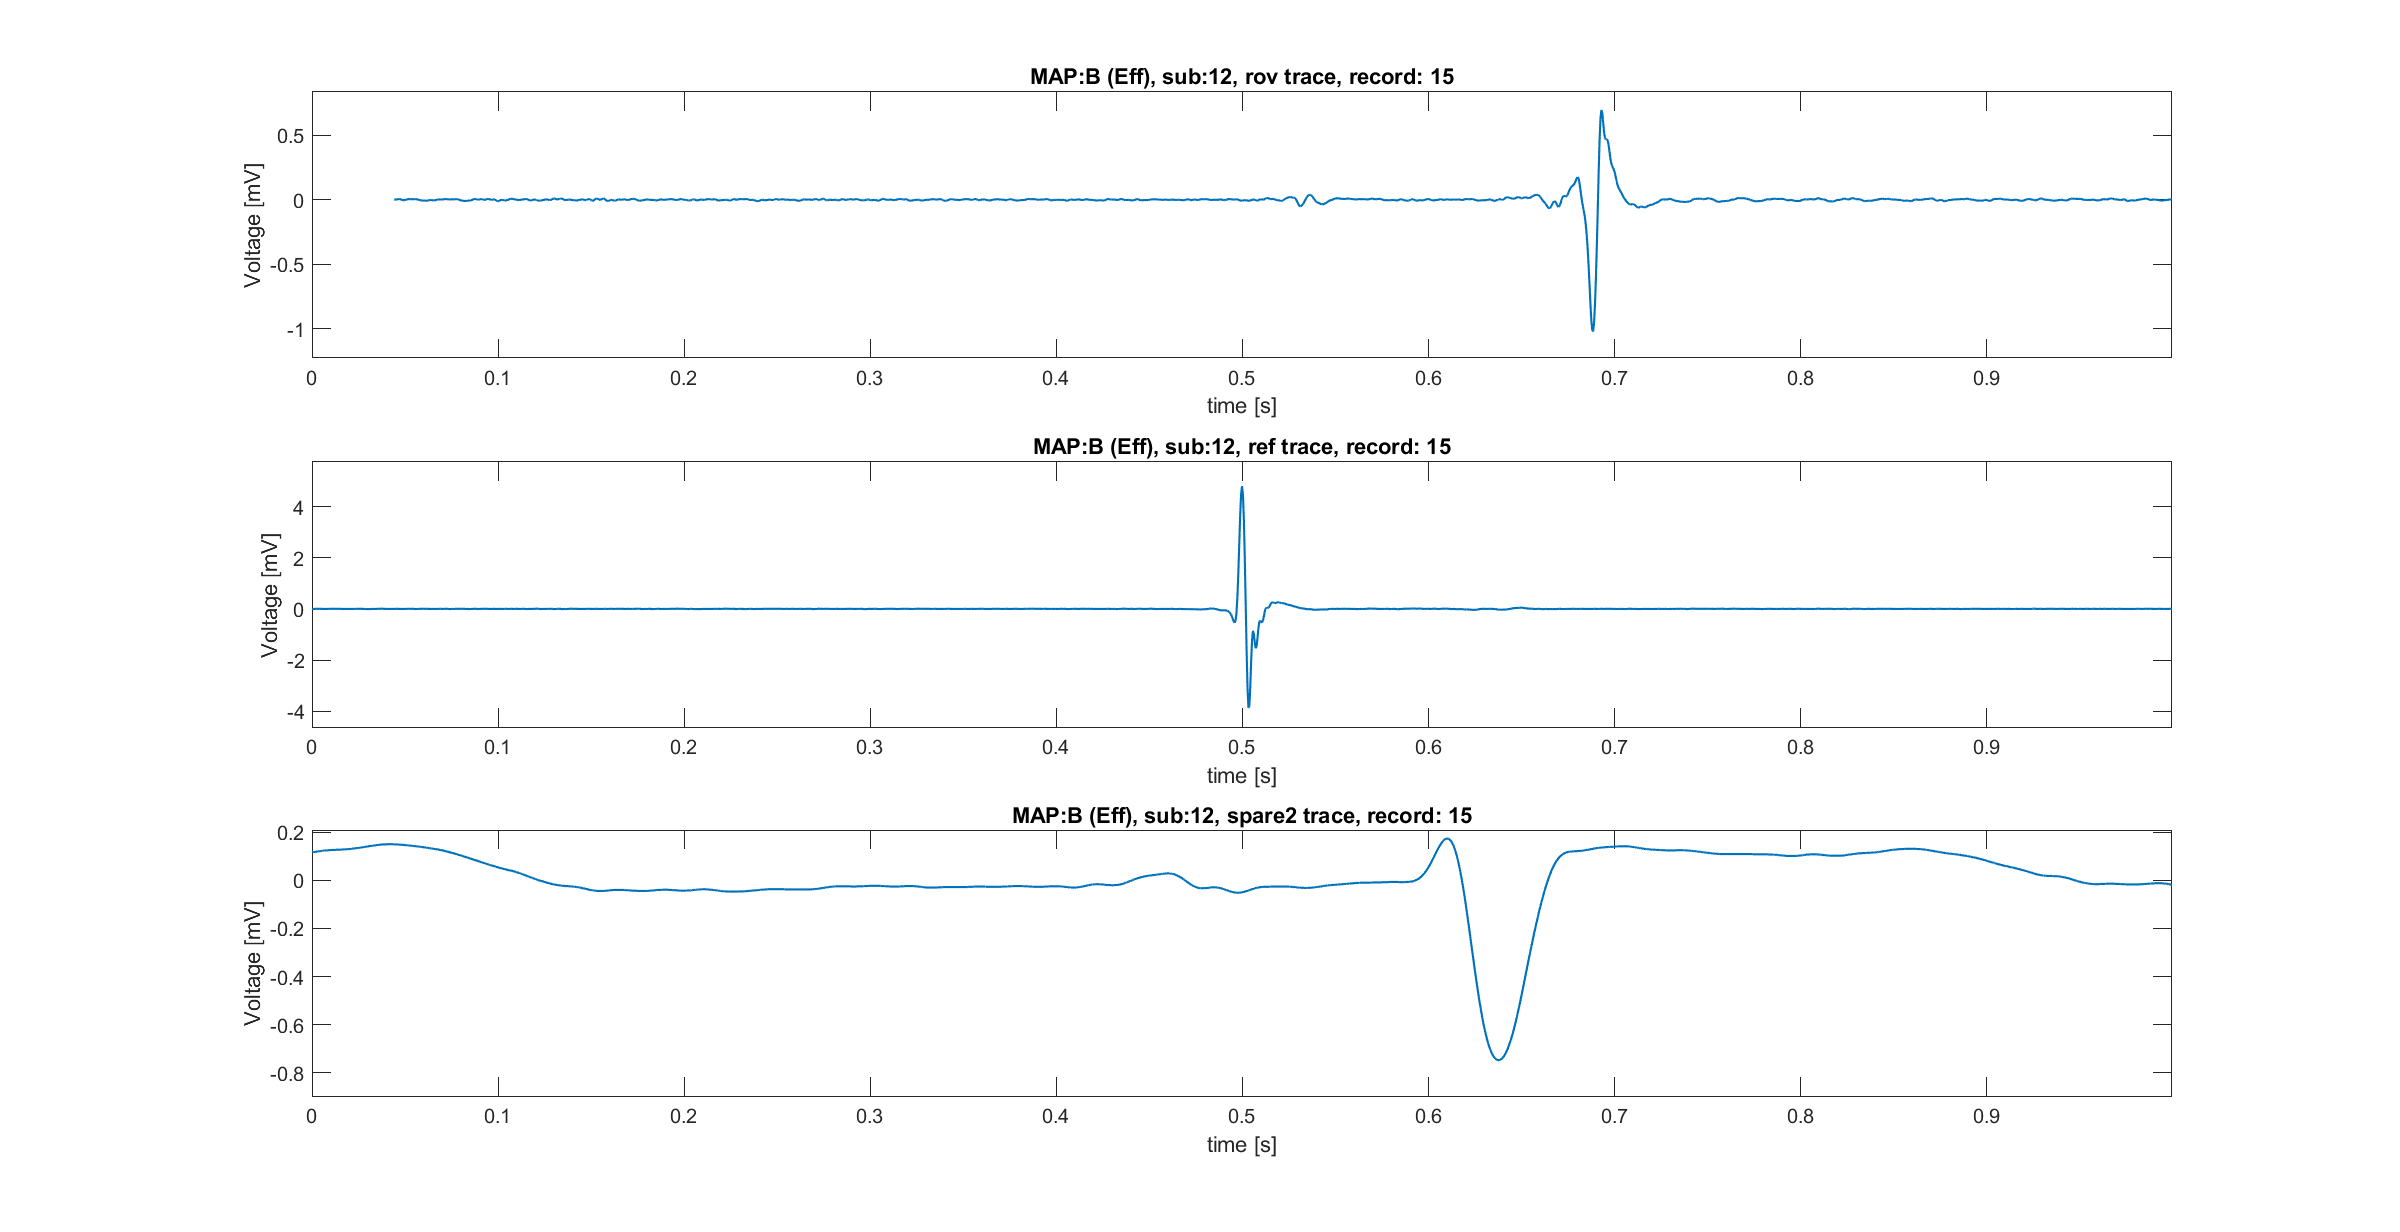 MAP:B (Eff), sub:12, rov trace, record: 15
0.5
0
-0.5
-1
Voltage [mV]
0 0.1 0.2 0.3 0.4 0.5 0.6 0.7 0.8 0.9
time [s]
MAP:B (Eff), sub:12, ref trace, record: 15
4
2
0
-2
-4
Voltage [mV]
0 0.1 0.2 0.3 0.4 0.5 0.6 0.7 0.8 0.9
time [s]
MAP:B (Eff), sub:12, spare2 trace, record: 15
0.2
0
-0.2
-0.4
-0.6
-0.8
Voltage [mV]
0 0.1 0.2 0.3 0.4 0.5 0.6 0.7 0.8 0.9
time [s]